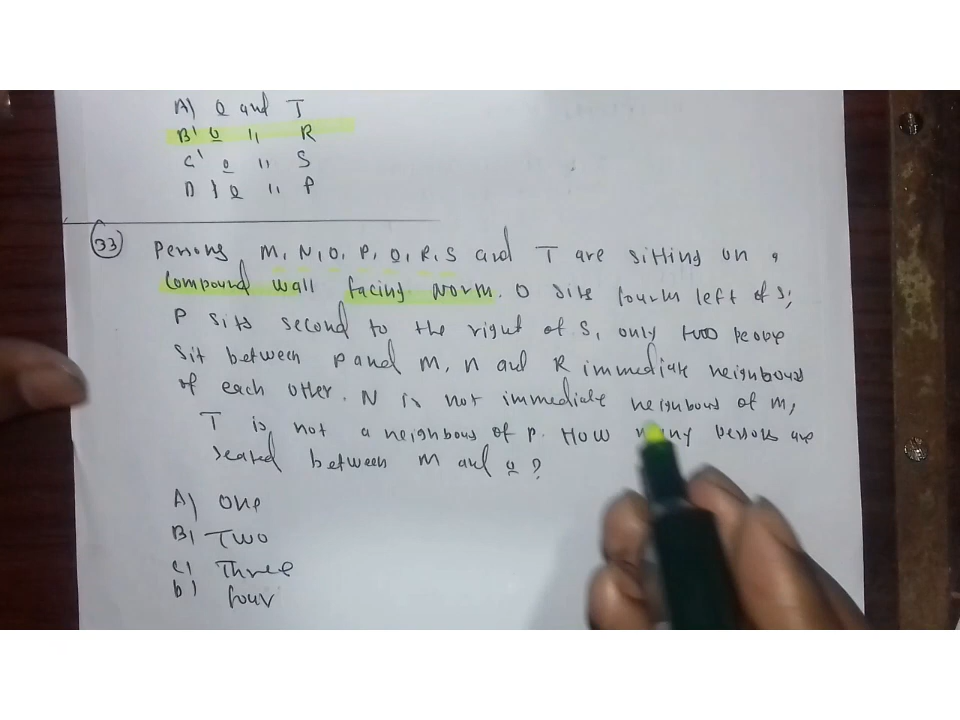 A) Q and T
B) Q ,, R
C) Q ,, S
D) Q ,, P
33 Persons M, N, O, P, Q, R, S and T are sitting on a
compound wall facing North. O sits fourth left of S;
P sits second to the right of S, only two people
sit between P and M, N and R immediate neighbours
of each other. N is not immediate neighbour of M,
T is not a neighbour of P. How many persons are
seated between M and Q?
A) One
B) Two
C) Three
D) four